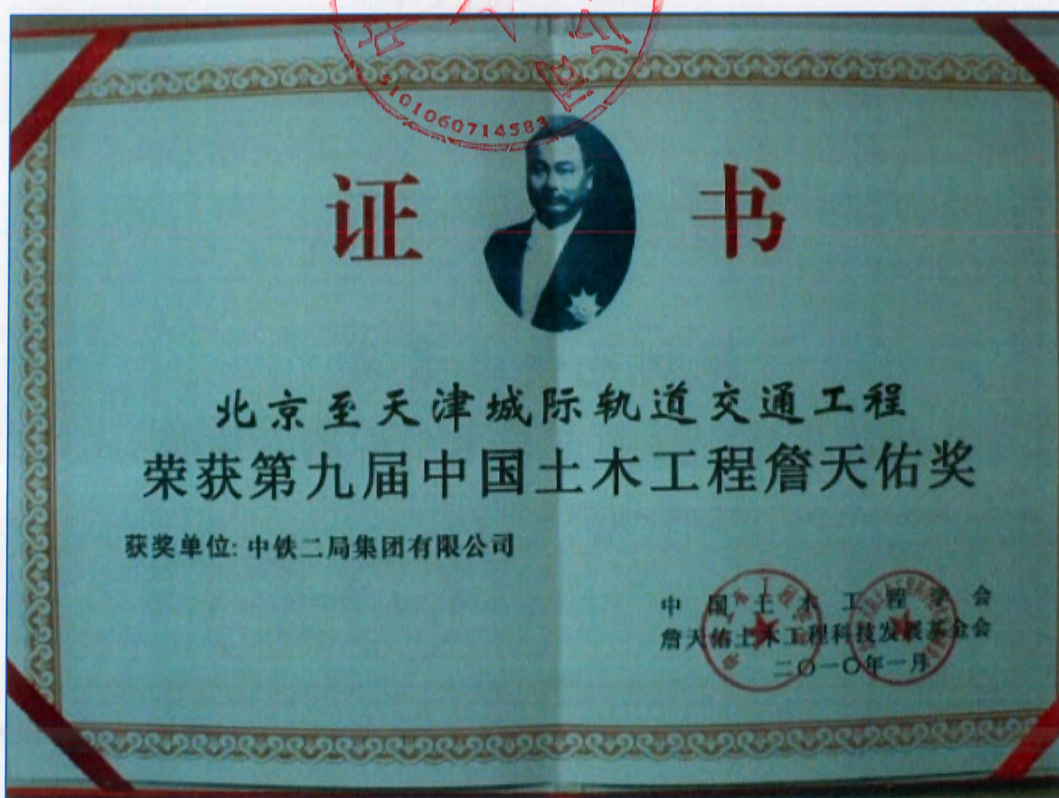 5101060714583
证 书
北京至天津城际轨道交通工程
荣获第九届中国土木工程詹天佑奖
获奖单位: 中铁二局集团有限公司
中国土木工程学会
詹天佑土木工程科技发展基金会
二〇一〇年一月